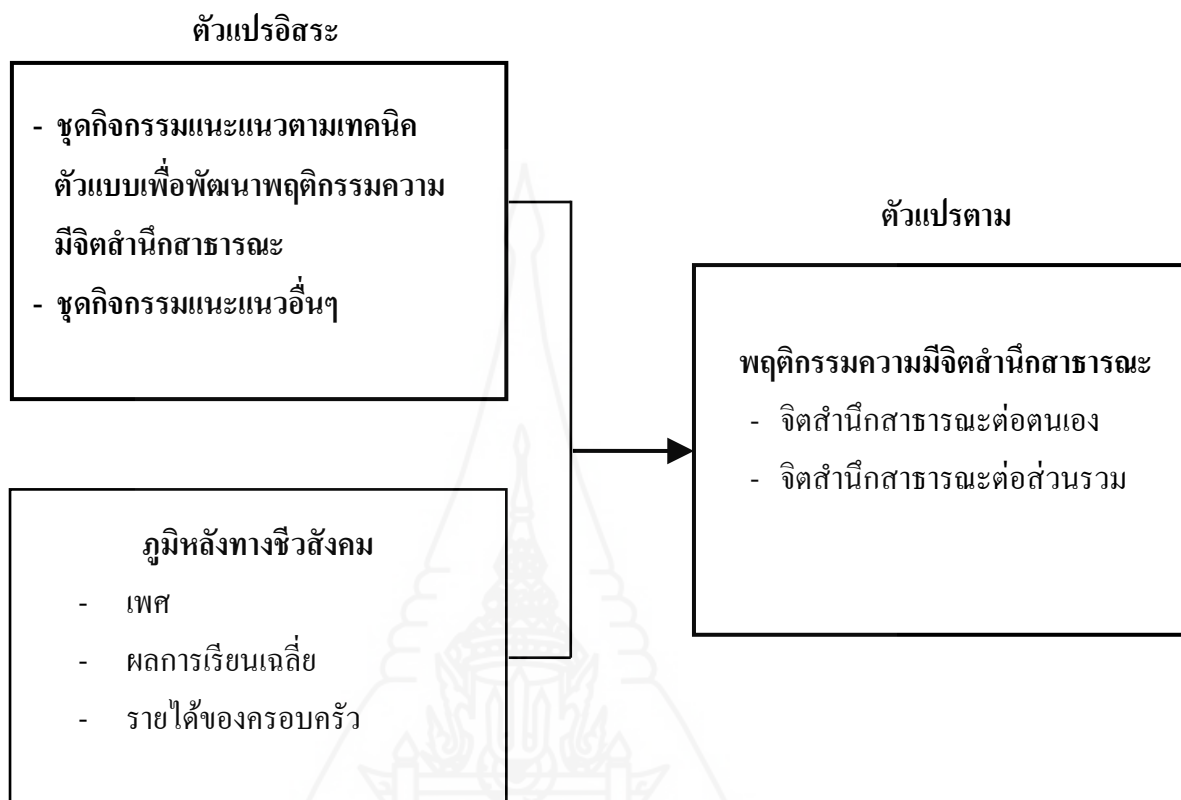 ตัวแปรอิสระ
- ชุดกิจกรรมแนะแนวตามเทคนิค
ตัวแบบเพื่อพัฒนาพฤติกรรมความ
มีจิตสำนึกสาธารณะ
- ชุดกิจกรรมแนะแนวอื่นๆ
ภูมิหลังทางชีวสังคม
- เพศ
- ผลการเรียนเฉลี่ย
- รายได้ของครอบครัว
ตัวแปรตาม
พฤติกรรมความมีจิตสำนึกสาธารณะ
- จิตสำนึกสาธารณะต่อตนเอง
- จิตสำนึกสาธารณะต่อส่วนรวม